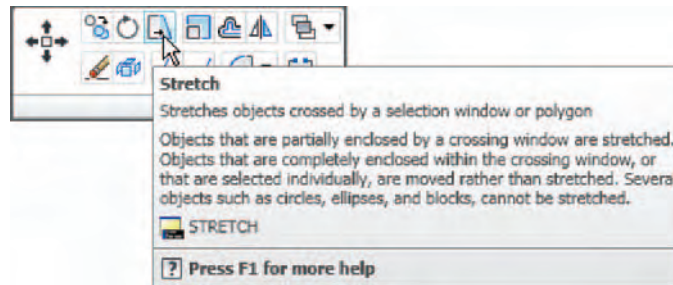 Stretch
Stretches objects crossed by a selection window or polygon
Objects that are partially enclosed by a crossing window are stretched.
Objects that are completely enclosed within the crossing window, or
that are selected individually, are moved rather than stretched. Severa
objects such as circles, ellipses, and blocks, cannot be stretched.
STRETCH
? Press F1 for more help